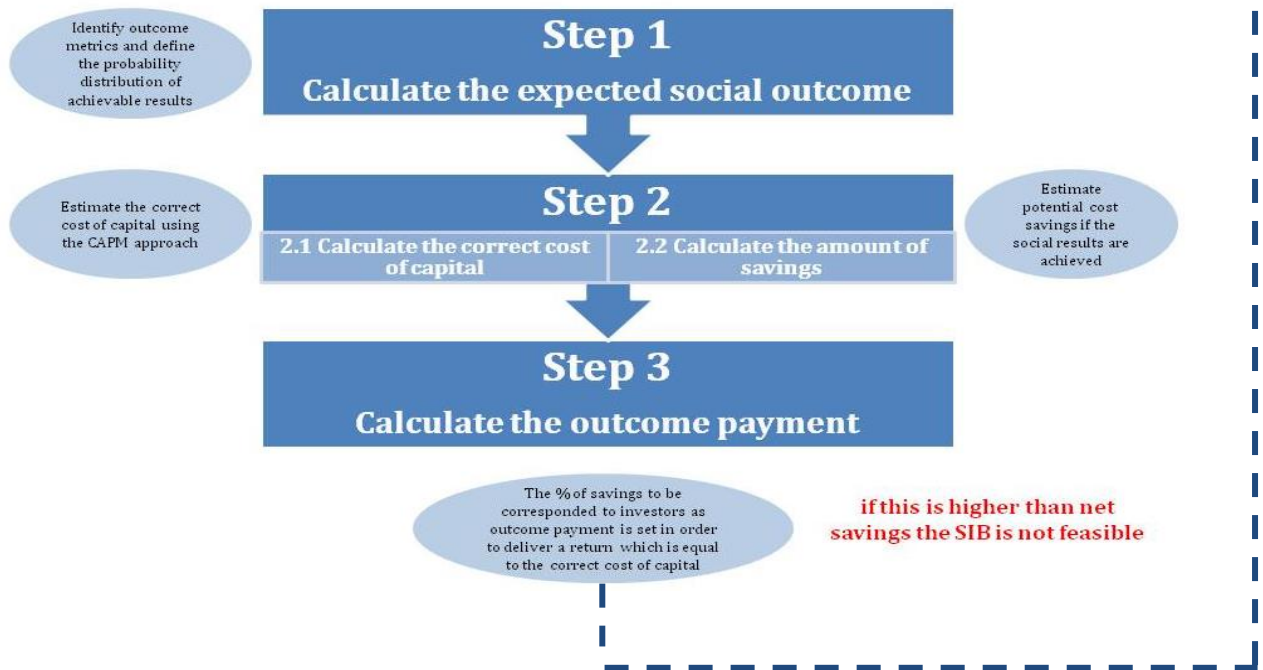 Identify outcome
metrics and define
the probability
distribution of
achievable results
Step 1
Calculate the expected social outcome
Estimate the correct
cost of capital using
the CAPM approach
Step 2
2.1 Calculate the correct cost
of capital
2.2 Calculate the amount of
savings
Estimate
potential cost
savings if the
social results are
achieved
Step 3
Calculate the outcome payment
The % of savings to be
corresponded to investors as
outcome payment is set in order
to deliver a return which is equal
to the correct cost of capital
if this is higher than net
savings the SIB is not feasible